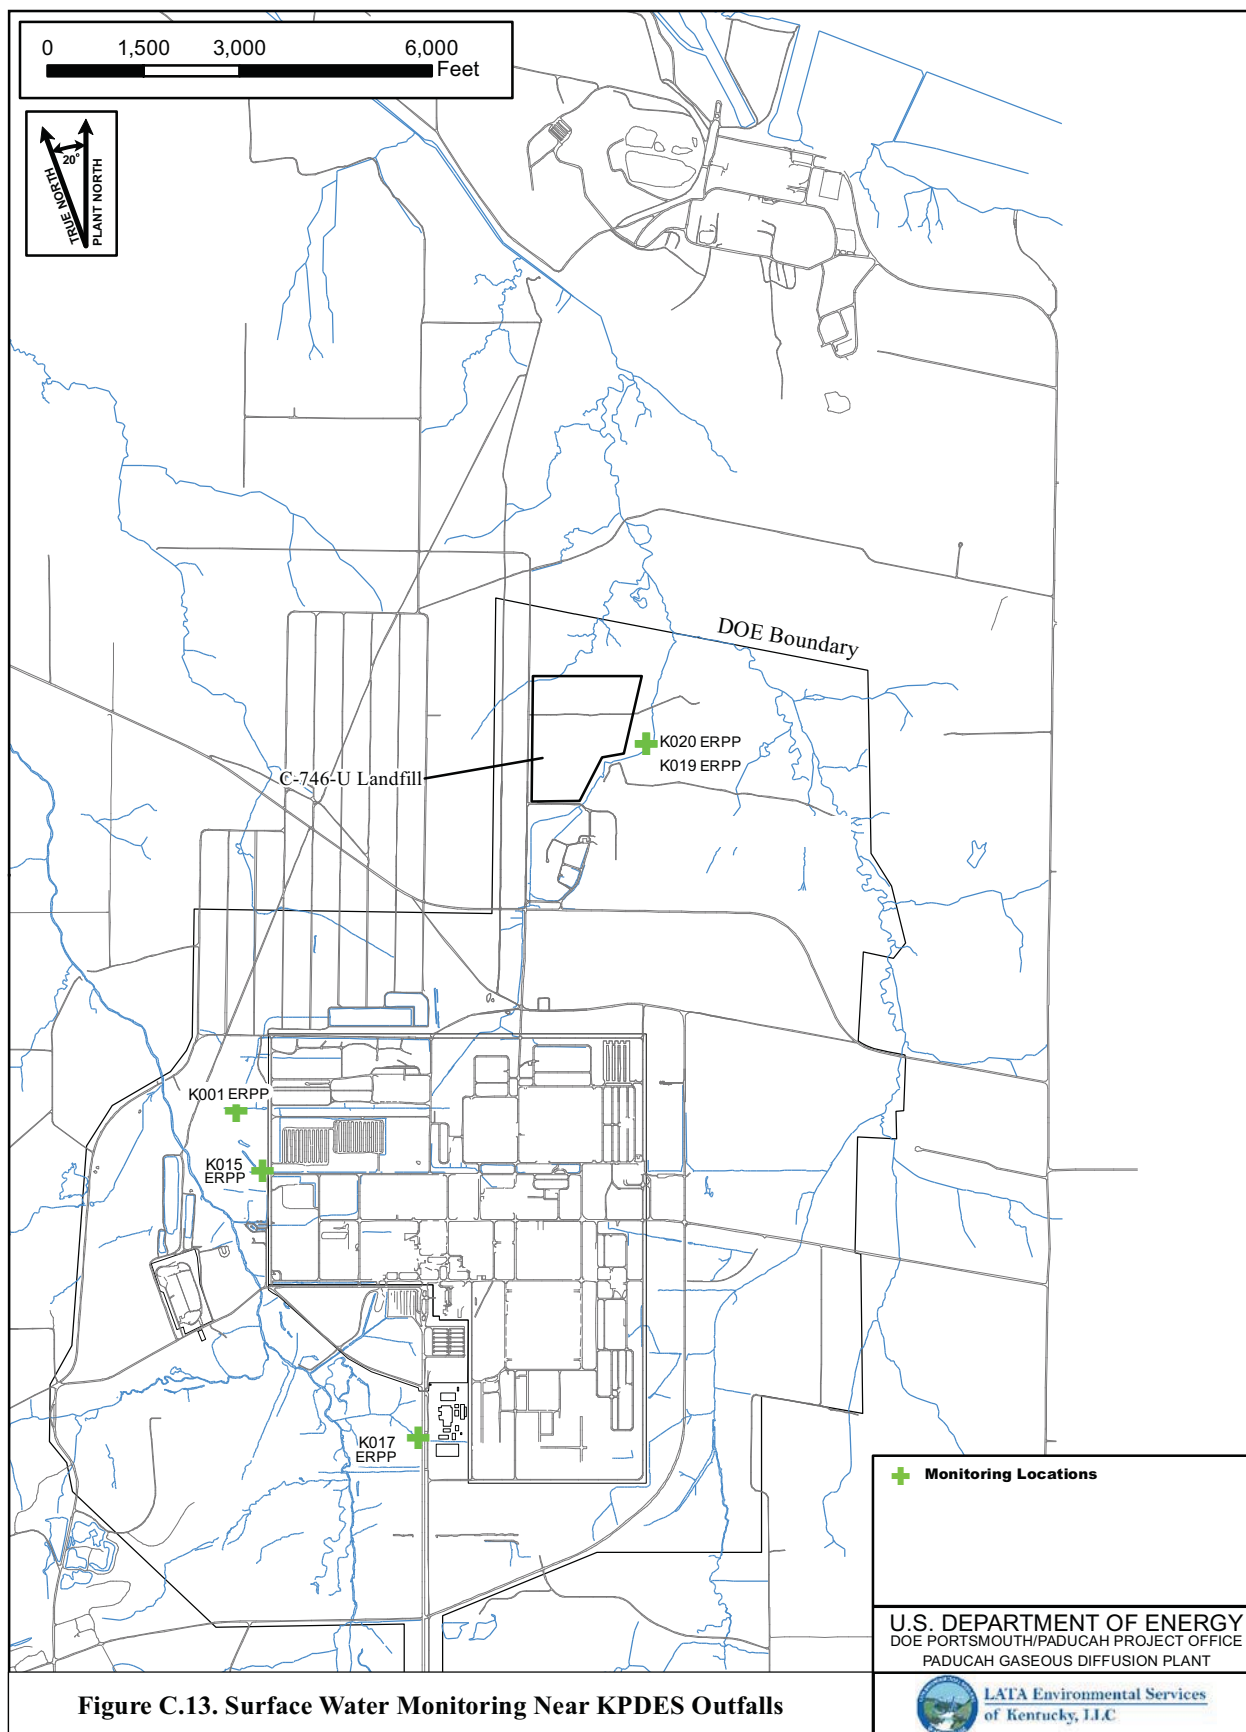 0 1,500 3,000 6,000
Feet
20°
TRUE NORTH
PLANT NORTH
DOE Boundary
K020 ERPP
K019 ERPP
C-746-U Landfill
K001 ERPP
K015
ERPP
K017
ERPP
Monitoring Locations
U.S. DEPARTMENT OF ENERGY
DOE PORTSMOUTH/PADUCAH PROJECT OFFICE
PADUCAH GASEOUS DIFFUSION PLANT
Figure C.13. Surface Water Monitoring Near KPDES Outfalls
LATA Environmental Services
of Kentucky, LLC